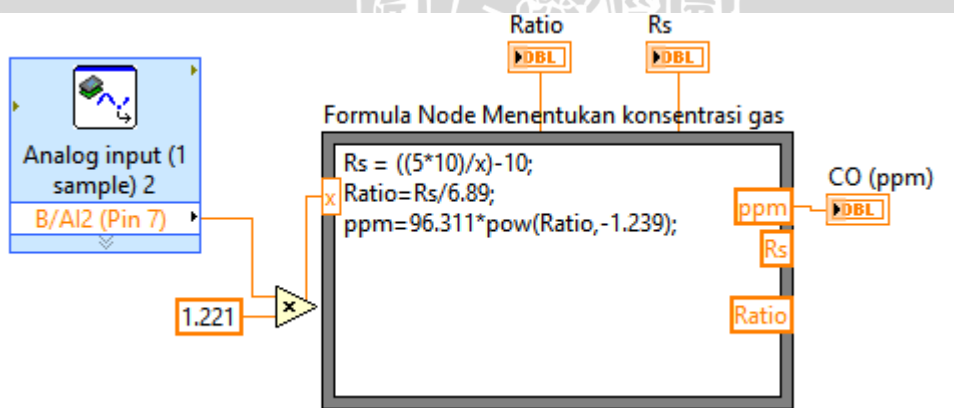 Ratio
Rs
DBL
DBL
Formula Node Menentukan konsentrasi gas
Analog input (1
sample) 2
B/AI2 (Pin 7)
x
Rs = ((5*10)/x)-10;
Ratio=Rs/6.89;
ppm=96.311*pow(Ratio,-1.239);
ppm
Rs
Ratio
CO (ppm)
DBL
1.221
×